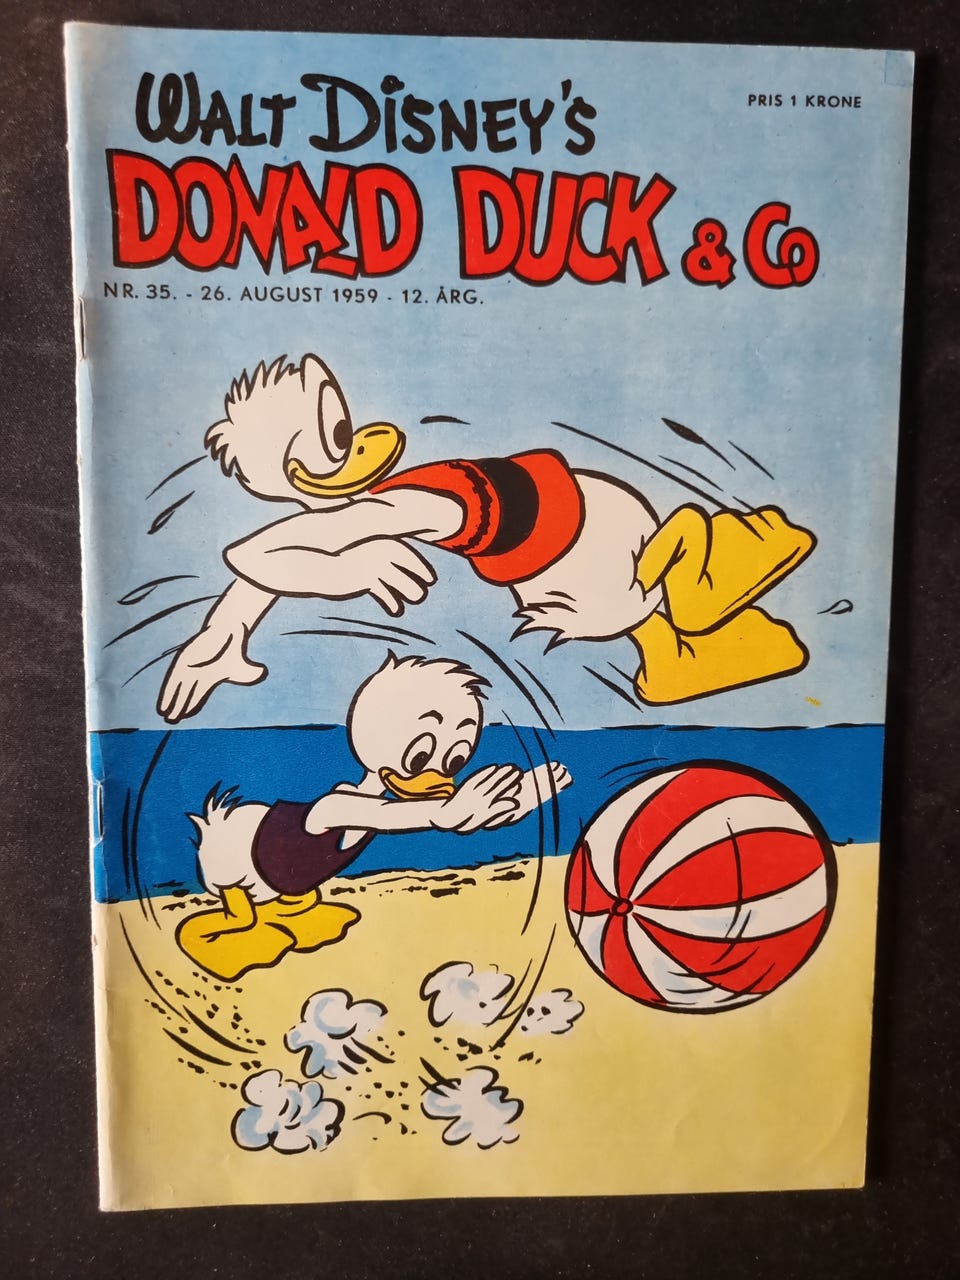 WALT DISNEY'S
PRIS 1 KRONE
DONALD DUCK & Co
NR. 35. - 26. AUGUST 1959 - 12. ÅRG.